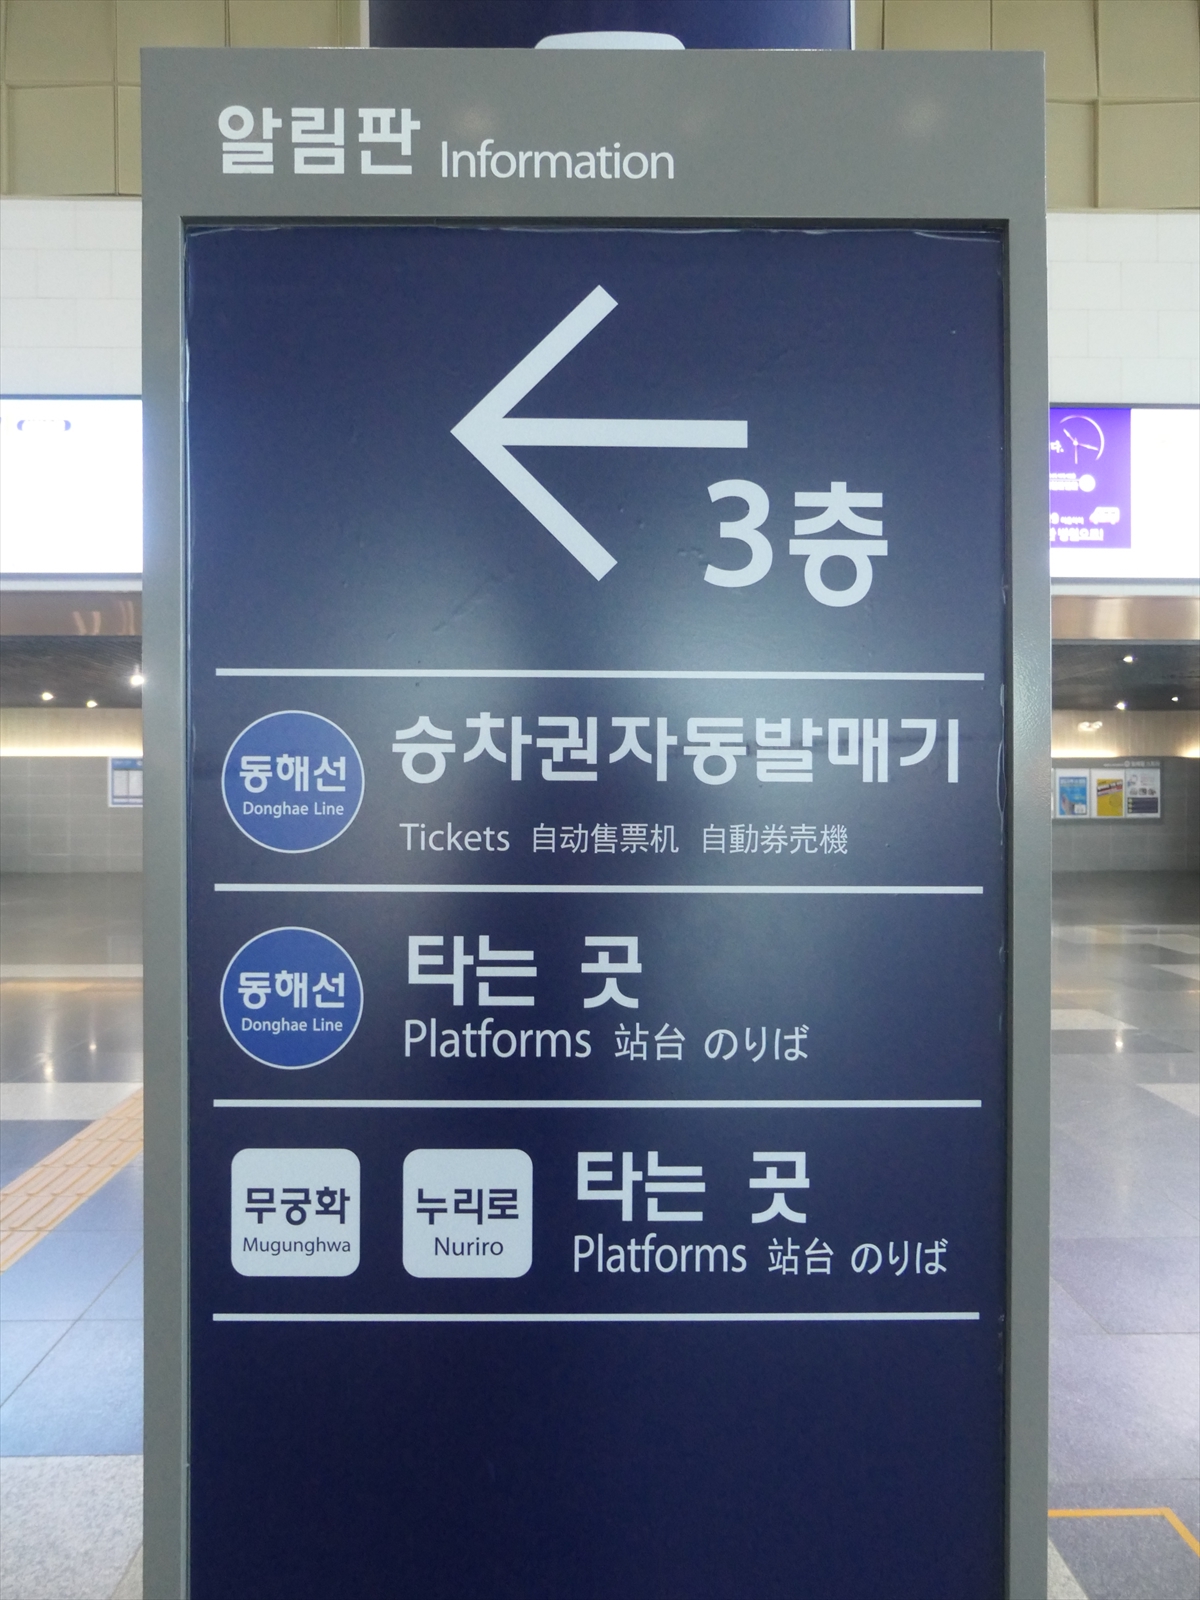 알림판 Information
3층
동해선
Donghae Line
승차권자동발매기
Tickets 自动售票机 自動券売機
동해선
Donghae Line
타는 곳
Platforms 站台 のりば
무궁화
Mugunghwa
누리로
Nuriro
타는 곳
Platforms 站台 のりば